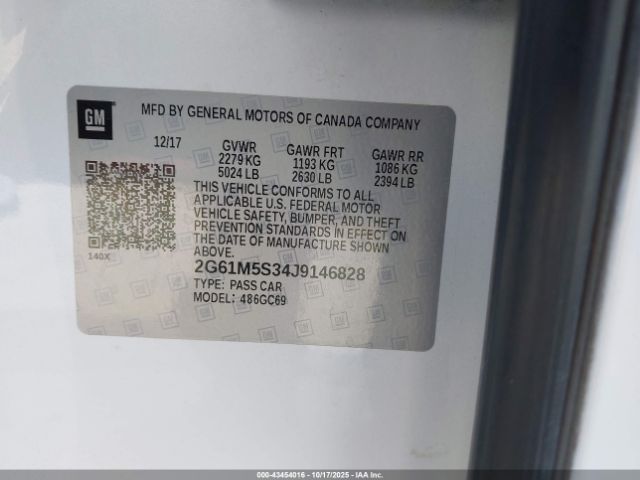 GM
MFD BY GENERAL MOTORS OF CANADA COMPANY
12/17 GVWR GAWR FRT GAWR RR
2279 KG 1193 KG 1086 KG
5024 LB 2630 LB 2394 LB
THIS VEHICLE CONFORMS TO ALL
APPLICABLE U.S. FEDERAL MOTOR
VEHICLE SAFETY, BUMPER, AND THEFT
PREVENTION STANDARDS IN EFFECT ON
THE DATE OF MANUFACTURE SHOWN
ABOVE.
140X
2G61M5S34J9146828
TYPE: PASS CAR
MODEL: 486GC69
000-43454016 - 10/17/2025 - IAAI.com